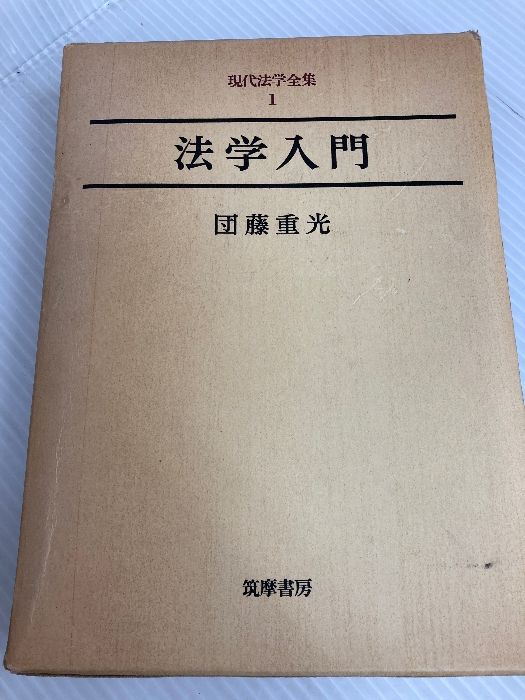 現代法学全集
1
法学入門
団藤重光
筑摩書房